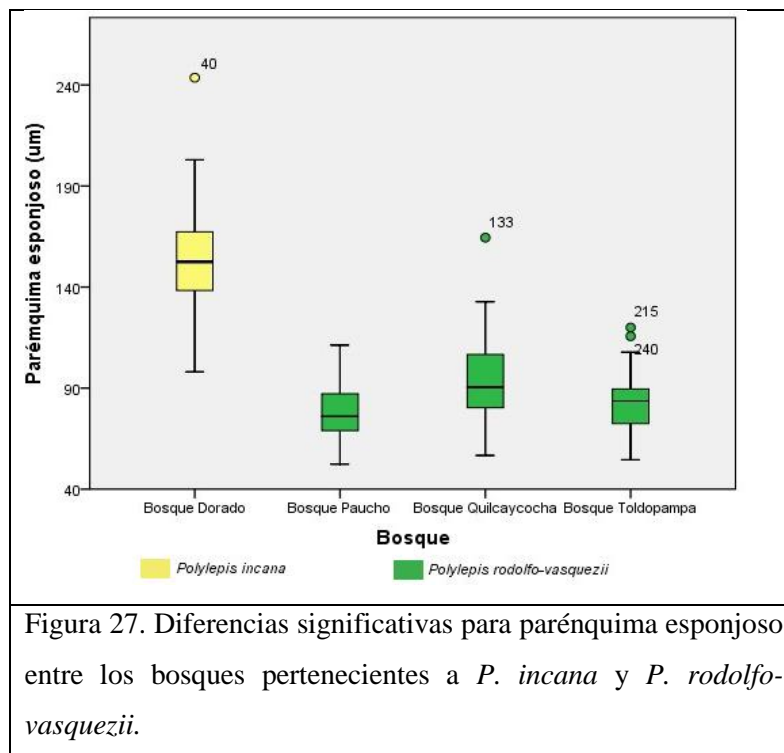 40
240
133
190
215
140
240
90
40
Parémquima esponjoso (um)
Bosque Dorado Bosque Paucho Bosque Quilcaycocha Bosque Toldopampa
Bosque
Polylepis incana Polylepis rodolfo-vasquezii
Figura 27. Diferencias significativas para parénquima esponjoso
entre los bosques pertenecientes a P. incana y P. rodolfo-
vasquezii.